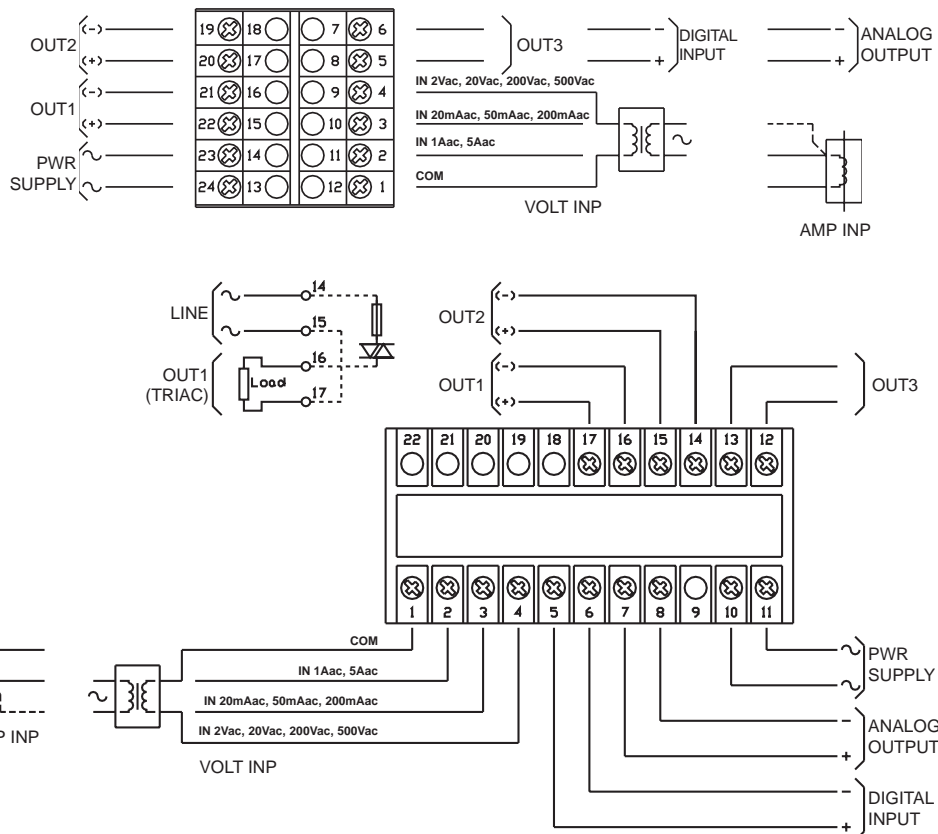 19 18 7 6
OUT2 (-)
(+)
20 17 8 5
OUT3
- DIGITAL
+ INPUT
- ANALOG
+ OUTPUT
OUT1 (-)
(+)
21 16 9 4
IN 2Vac, 20Vac, 200Vac, 500Vac
22 15 10 3
IN 20mAac, 50mAac, 200mAac
PWR
SUPPLY
23 14 11 2
IN 1Aac, 5Aac
24 13 12 1
COM
VOLT INP
AMP INP
LINE
14
15
OUT1
(TRIAC)
Load
16
17
OUT2 (-)
(+)
OUT1 (-)
(+)
OUT3
22 21 20 19 18 17 16 15 14 13 12
1 2 3 4 5 6 7 8 9 10 11
COM
IN 1Aac, 5Aac
IN 20mAac, 50mAac, 200mAac
IN 2Vac, 20Vac, 200Vac, 500Vac
P INP
VOLT INP
PWR
SUPPLY
- ANALOG
+ OUTPUT
- DIGITAL
+ INPUT